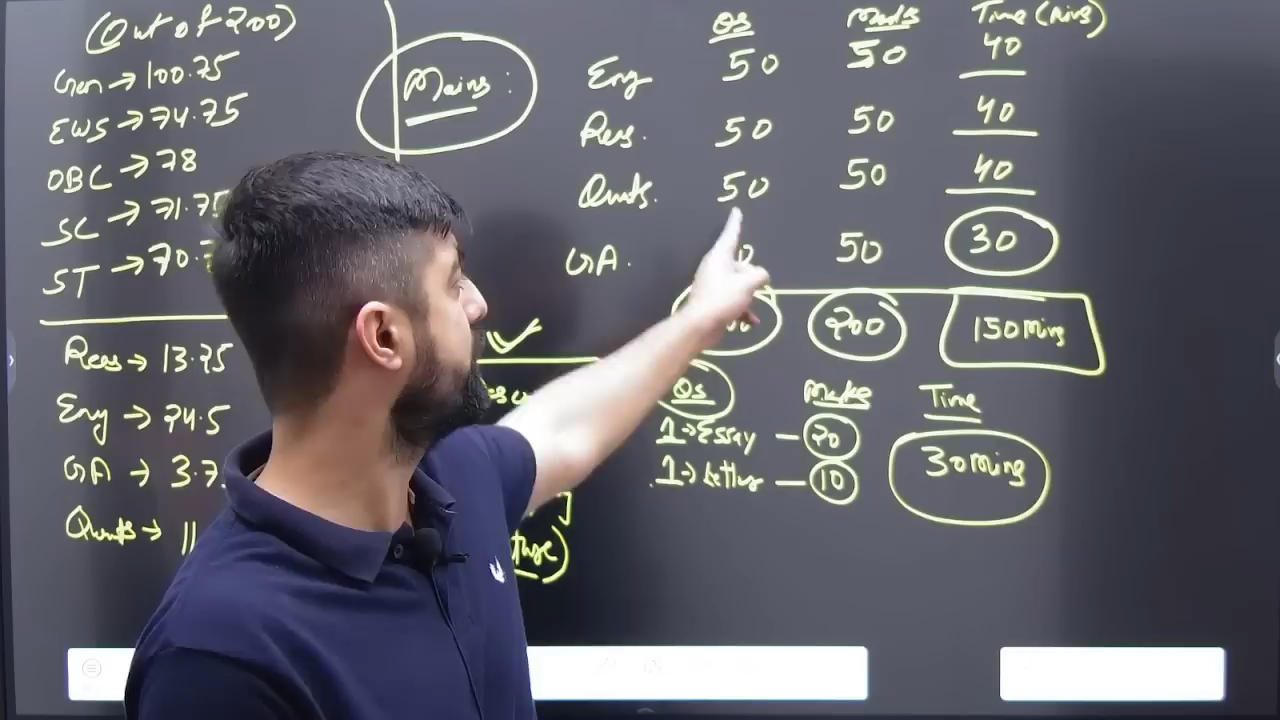 (Out of 200)
Gen → 100.75
EWS → 74.75
OBC → 78
SC → 71.75
ST → 70.
Reas → 13.75
Eng → 24.5
GA → 3.7
Quants → 11
Mains :
Qs Marks Time (Mins)
Eng 50 50 40
Reas. 50 50 40
Quants. 50 50 40
GA. 0 50 30
200 150 Mins
Qs Marks Time
1 → Essay — 20
1 → Letter — 10
30 Mins